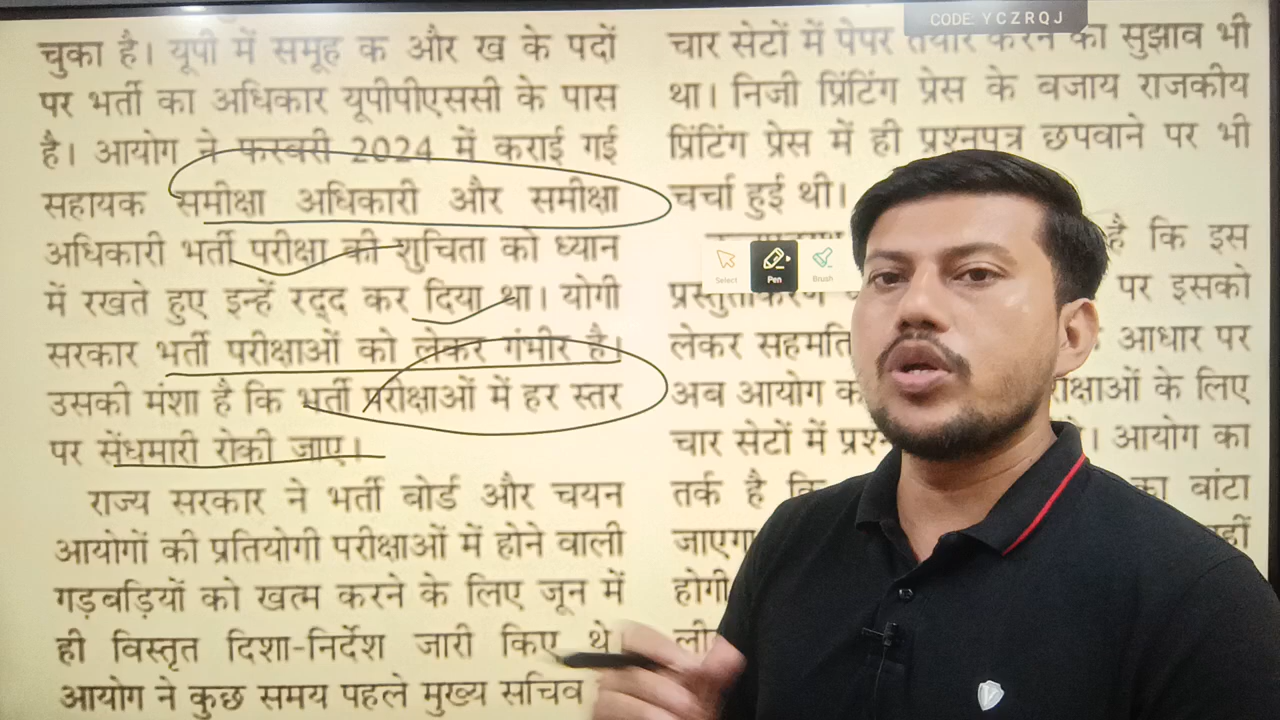 CODE: YCZRQJ
चुका है। यूपी में समूह क और ख के पदों
पर भर्ती का अधिकार यूपीपीएससी के पास
है। आयोग ने फरवरी 2024 में कराई गई
सहायक समीक्षा अधिकारी और समीक्षा
अधिकारी भर्ती परीक्षा की शुचिता को ध्यान
में रखते हुए इन्हें रद्द कर दिया था। योगी
सरकार भर्ती परीक्षाओं को लेकर गंभीर है।
उसकी मंशा है कि भर्ती परीक्षाओं में हर स्तर
पर सेंधमारी रोकी जाए।
राज्य सरकार ने भर्ती बोर्ड और चयन
आयोगों की प्रतियोगी परीक्षाओं में होने वाली
गड़बड़ियों को खत्म करने के लिए जून में
ही विस्तृत दिशा-निर्देश जारी किए थे
आयोग ने कुछ समय पहले मुख्य सचिव
चार सेटों में पेपर तैयार करने का सुझाव भी
था। निजी प्रिंटिंग प्रेस के बजाय राजकीय
प्रिंटिंग प्रेस में ही प्रश्नपत्र छपवाने पर भी
चर्चा हुई थी।
है कि इस
Select
Pen
Brush
प्रस्तुतीकरण पर इसको
लेकर सहमति आधार पर
अब आयोग के लिए
चार सेटों में । आयोग का
तर्क है का बांटा
जाएगा
होगी